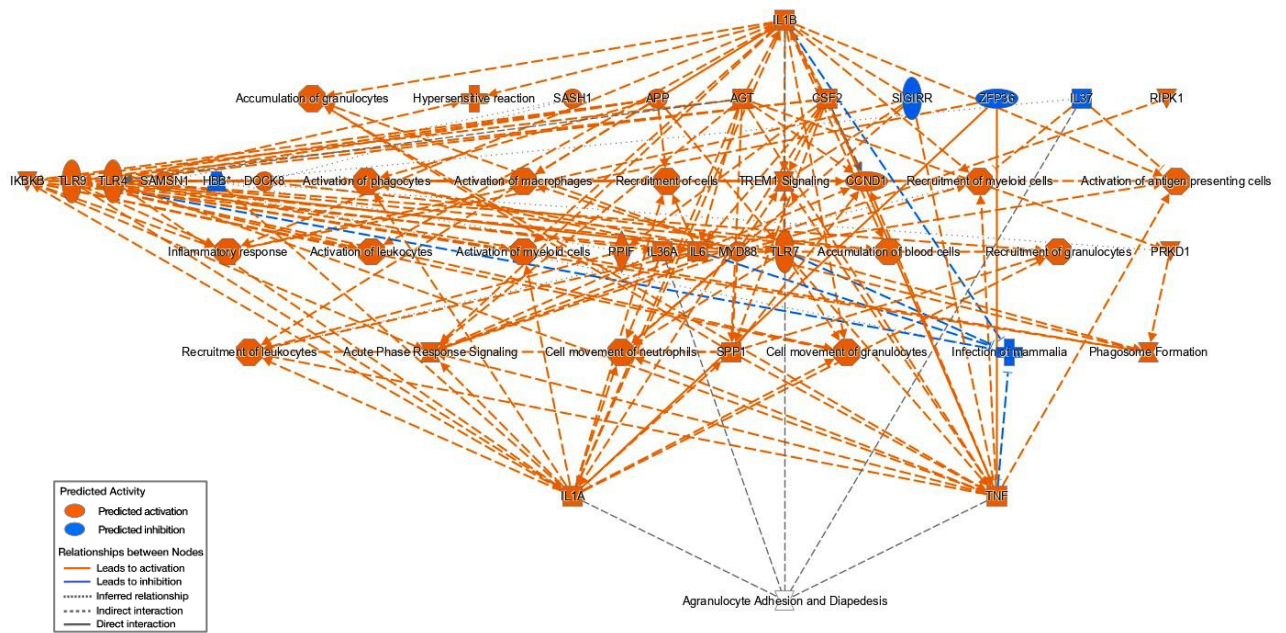 IL1B
Accumulation of granulocytes
Hypersensitive reaction
SASH1
APP
AGT
CSF2
SIGIRR
ZFP36
IL37
RIPK1
IKBKB
TLR9
TLR4
SAMSN1
HBB*
DOCK8
Activation of phagocytes
Activation of macrophages
Recruitment of cells
TREM1 Signaling
CCND1
Recruitment of myeloid cells
Activation of antigen presenting cells
Inflammatory response
Activation of leukocytes
Activation of myeloid cells
PPIF
IL36A
IL6
MYD88
TLR7
Accumulation of blood cells
Recruitment of granulocytes
PRKD1
Recruitment of leukocytes
Acute Phase Response Signaling
Cell movement of neutrophils
SPP1
Cell movement of granulocytes
Infection of mammalia
Phagosome Formation
IL1A
TNF
Agranulocyte Adhesion and Diapedesis
Predicted Activity
Predicted activation
Predicted inhibition
Relationships between Nodes
Leads to activation
Leads to inhibition
Inferred relationship
Indirect interaction
Direct interaction